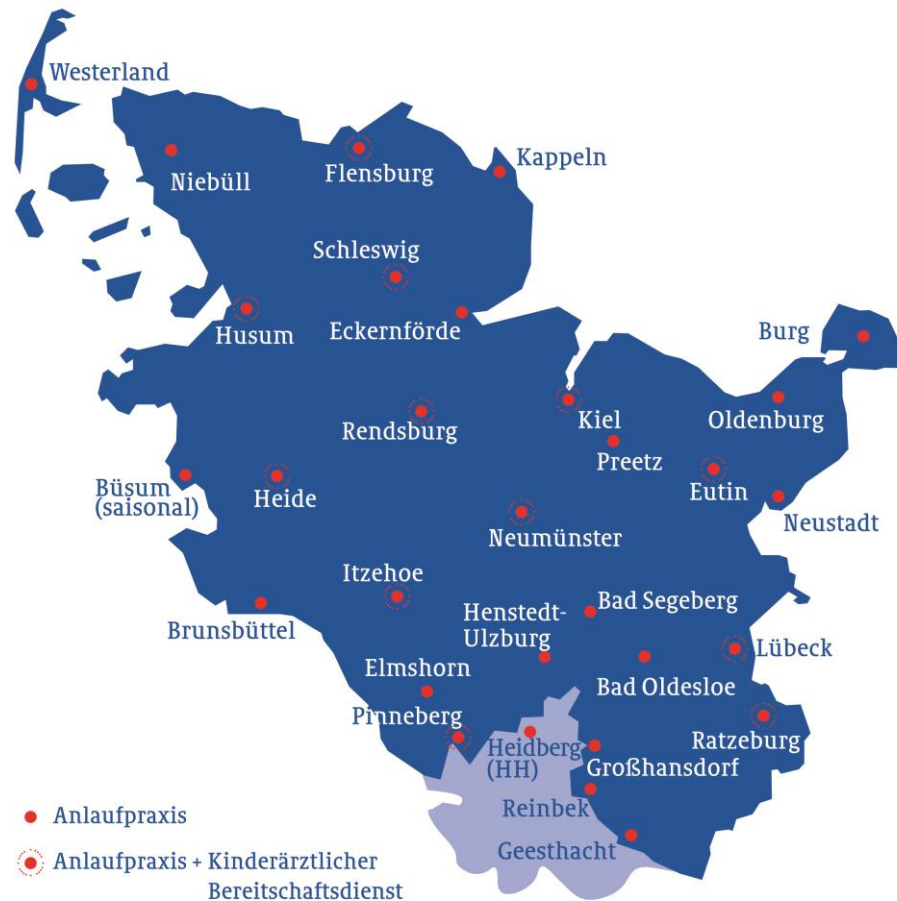 Westerland
Niebüll
Flensburg
Kappeln
Schleswig
Husum
Eckernförde
Burg
Rendsburg
Kiel
Oldenburg
Preetz
Büsum
(saisonal)
Heide
Eutin
Neustadt
Neumünster
Itzehoe
Brunsbüttel
Henstedt-
Ulzburg
Bad Segeberg
Lübeck
Elmshorn
Bad Oldesloe
Pinneberg
Heidberg
(HH)
Ratzeburg
Großhansdorf
Reinbek
Geesthacht
Anlaufpraxis
Anlaufpraxis + Kinderärztlicher
Bereitschaftsdienst